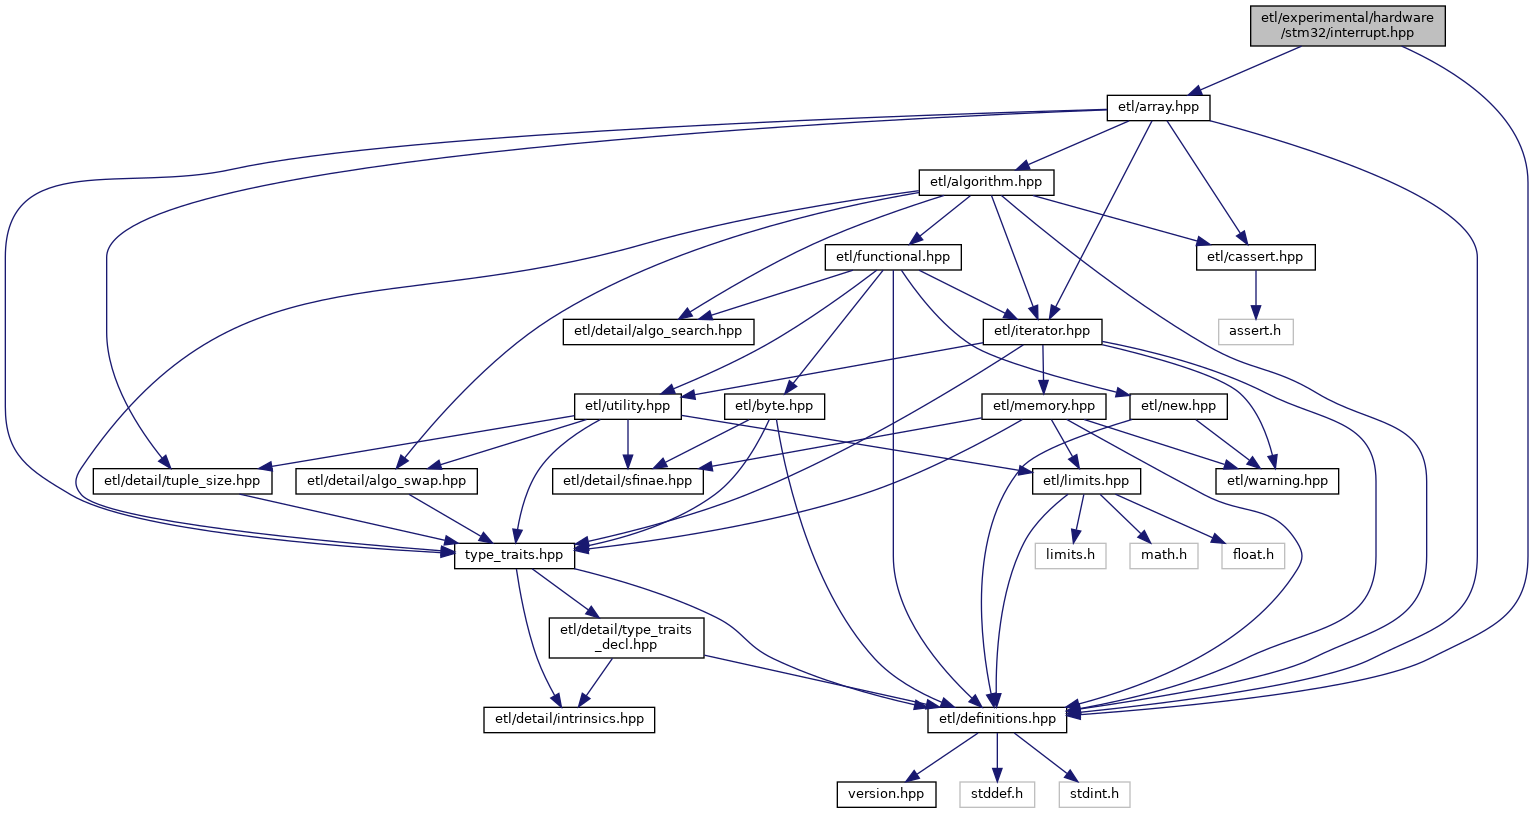 etl/experimental/hardware
/stm32/interrupt.hpp
etl/array.hpp
etl/algorithm.hpp
etl/functional.hpp
etl/cassert.hpp
etl/detail/algo_search.hpp
etl/iterator.hpp
assert.h
etl/utility.hpp
etl/byte.hpp
etl/memory.hpp
etl/new.hpp
etl/detail/tuple_size.hpp
etl/detail/algo_swap.hpp
etl/detail/sfinae.hpp
etl/limits.hpp
etl/warning.hpp
type_traits.hpp
limits.h
math.h
float.h
etl/detail/type_traits
_decl.hpp
etl/detail/intrinsics.hpp
etl/definitions.hpp
version.hpp
stddef.h
stdint.h